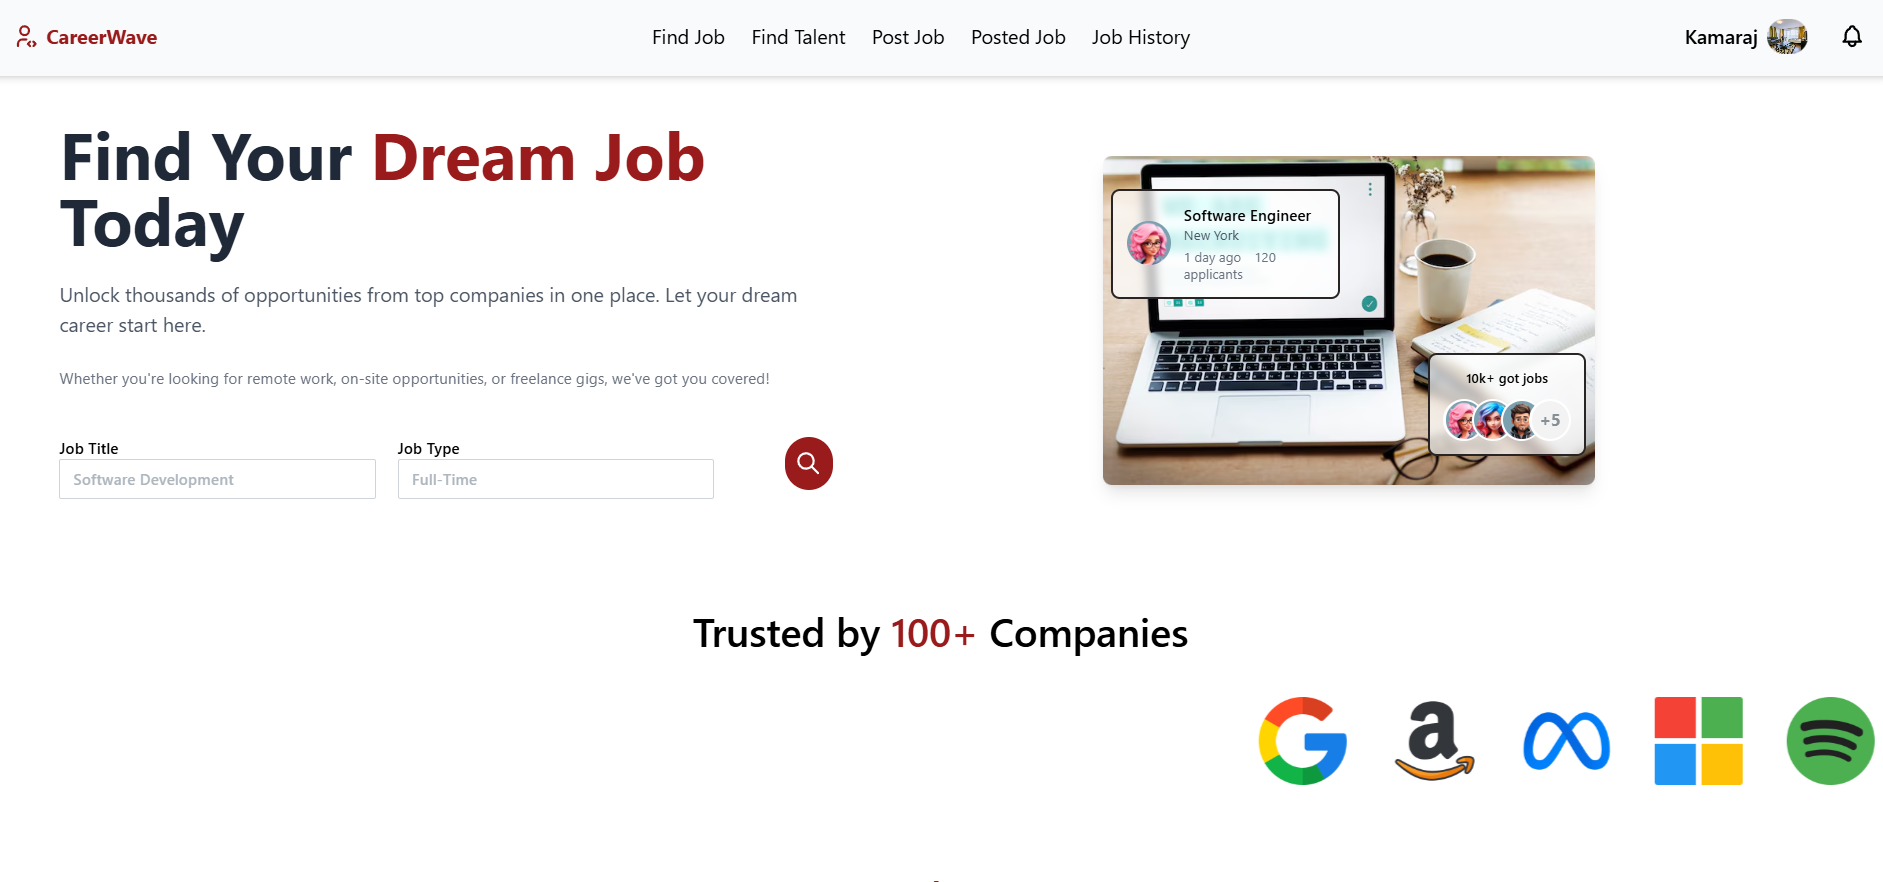 CareerWave
Find Job
Find Talent
Post Job
Posted Job
Job History
Kamaraj
Find Your Dream Job
Today
Unlock thousands of opportunities from top companies in one place. Let your dream
career start here.
Whether you're looking for remote work, on-site opportunities, or freelance gigs, we've got you covered!
Job Title
Software Development
Job Type
Full-Time
Software Engineer
New York
1 day ago 120
applicants
10k+ got jobs
+5
Trusted by 100+ Companies